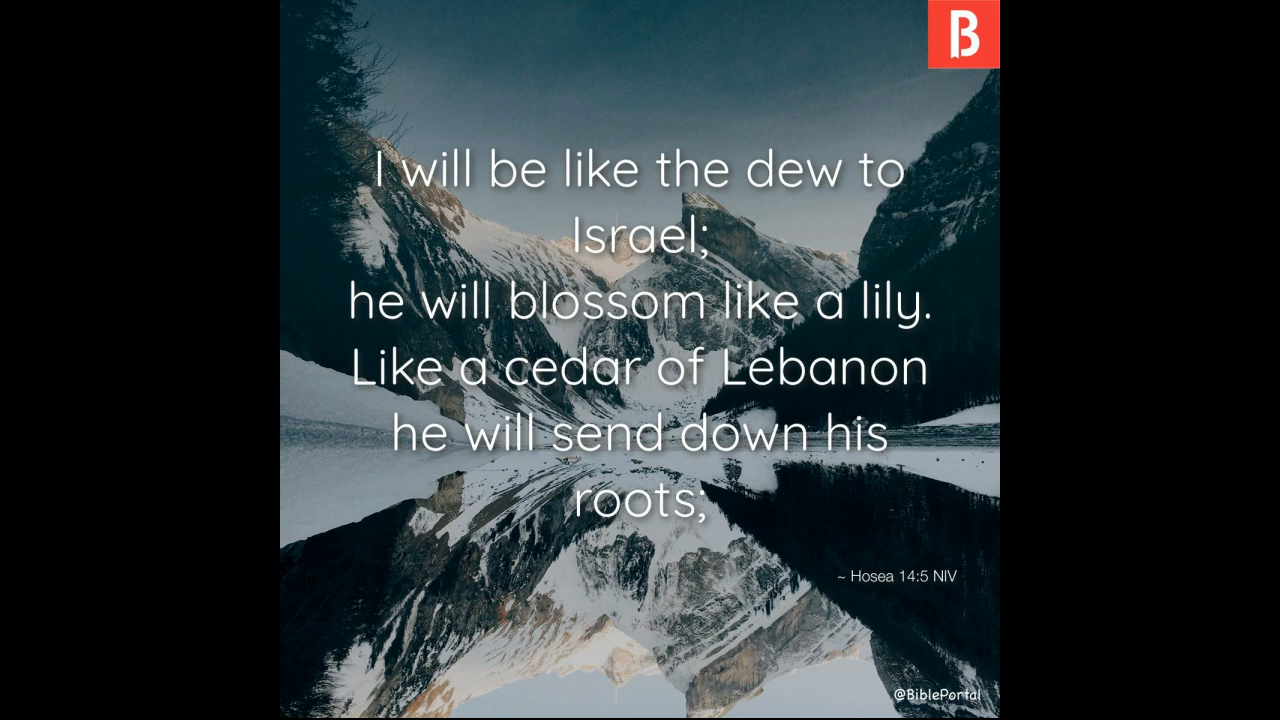 B
I will be like the dew to
Israel;
he will blossom like a lily.
Like a cedar of Lebanon
he will send down his
roots;
~ Hosea 14:5 NIV
@BiblePortal